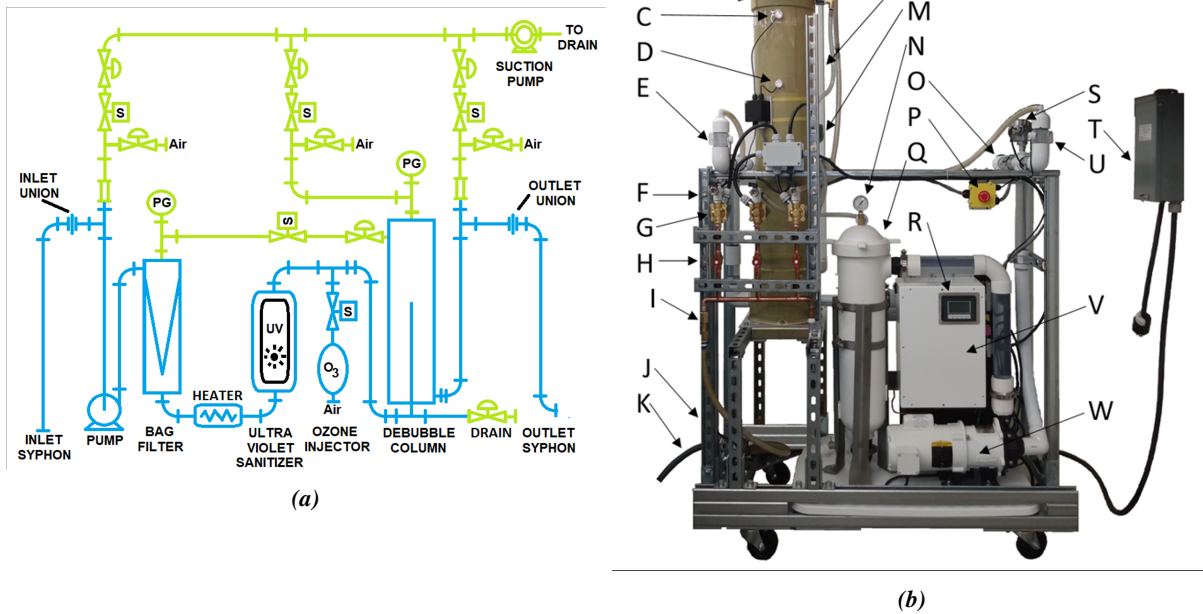 TO
DRAIN
SUCTION
PUMP
S
S
S
Air
Air
Air
PG
INLET
UNION
PG
S
OUTLET
UNION
UV
S
O3
HEATER
Air
INLET
SYPHON
PUMP
BAG
FILTER
ULTRA
VIOLET
SANITIZER
OZONE
INJECTOR
DEBUBBLE
COLUMN
DRAIN
OUTLET
SYPHON
(a)
C
D
E
F
G
H
I
J
K
M
N
O
P
Q
R
S
T
U
V
W
(b)